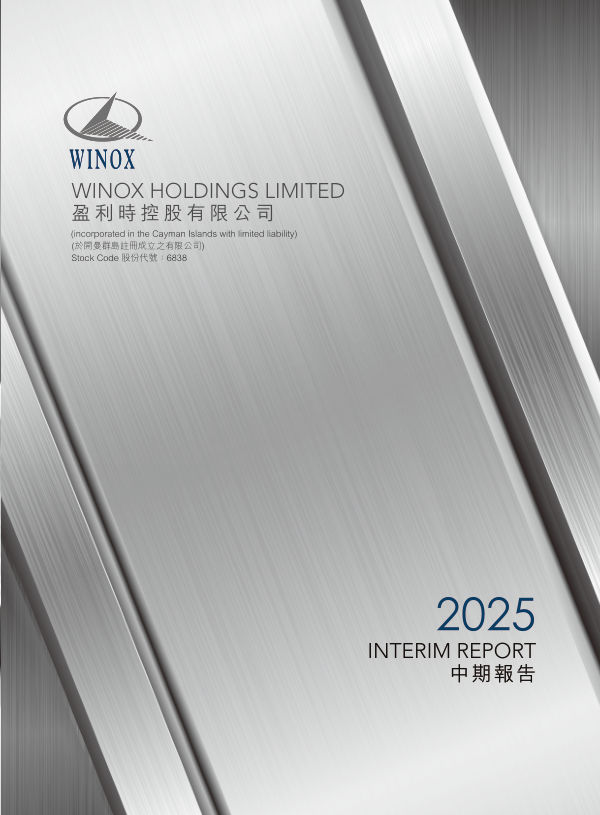 WINOX
WINOX HOLDINGS LIMITED
盈利時控股有限公司
(incorporated in the Cayman Islands with limited liability)
(於開曼群島註冊成立之有限公司)
Stock Code 股份代號：6838
2025
INTERIM REPORT
中期報告